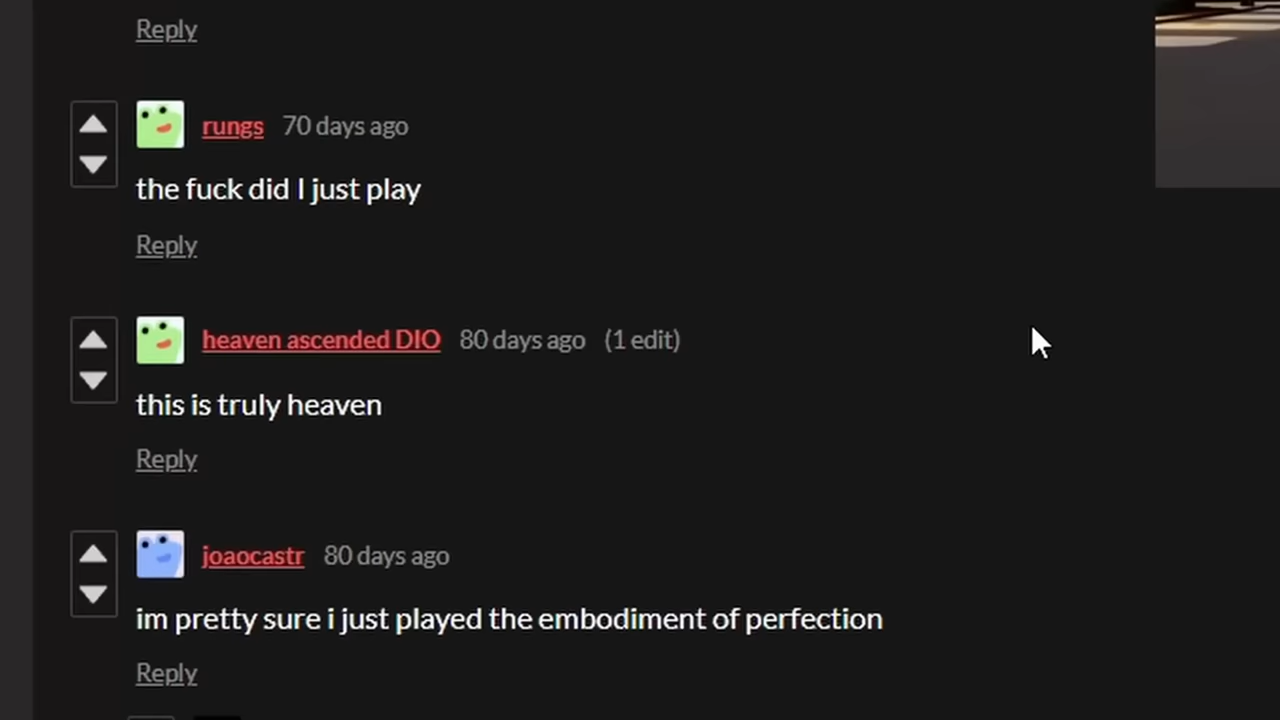 Reply
rungs 70 days ago
the fuck did I just play
Reply
heaven ascended DIO 80 days ago (1 edit)
this is truly heaven
Reply
joaocastr 80 days ago
im pretty sure i just played the embodiment of perfection
Reply